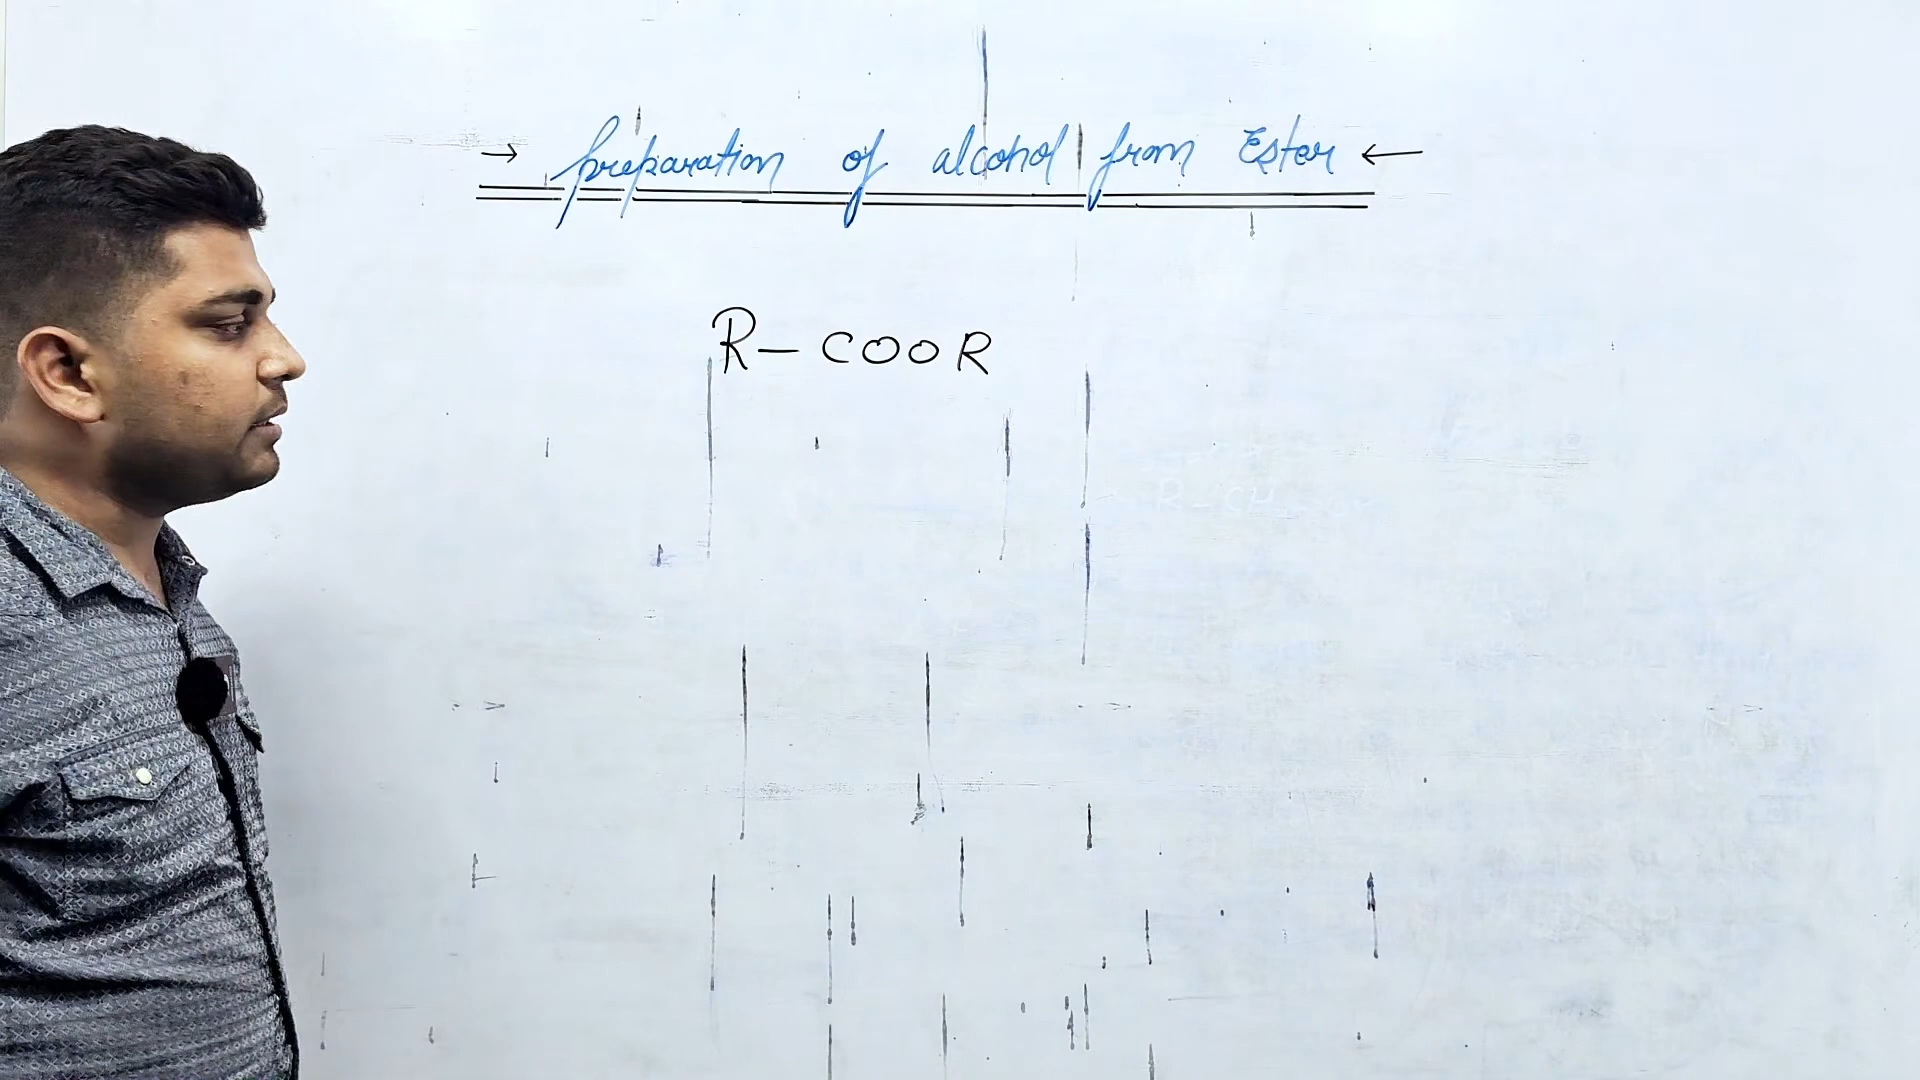 → preparation of alcohol from Ester ←
R - COOR